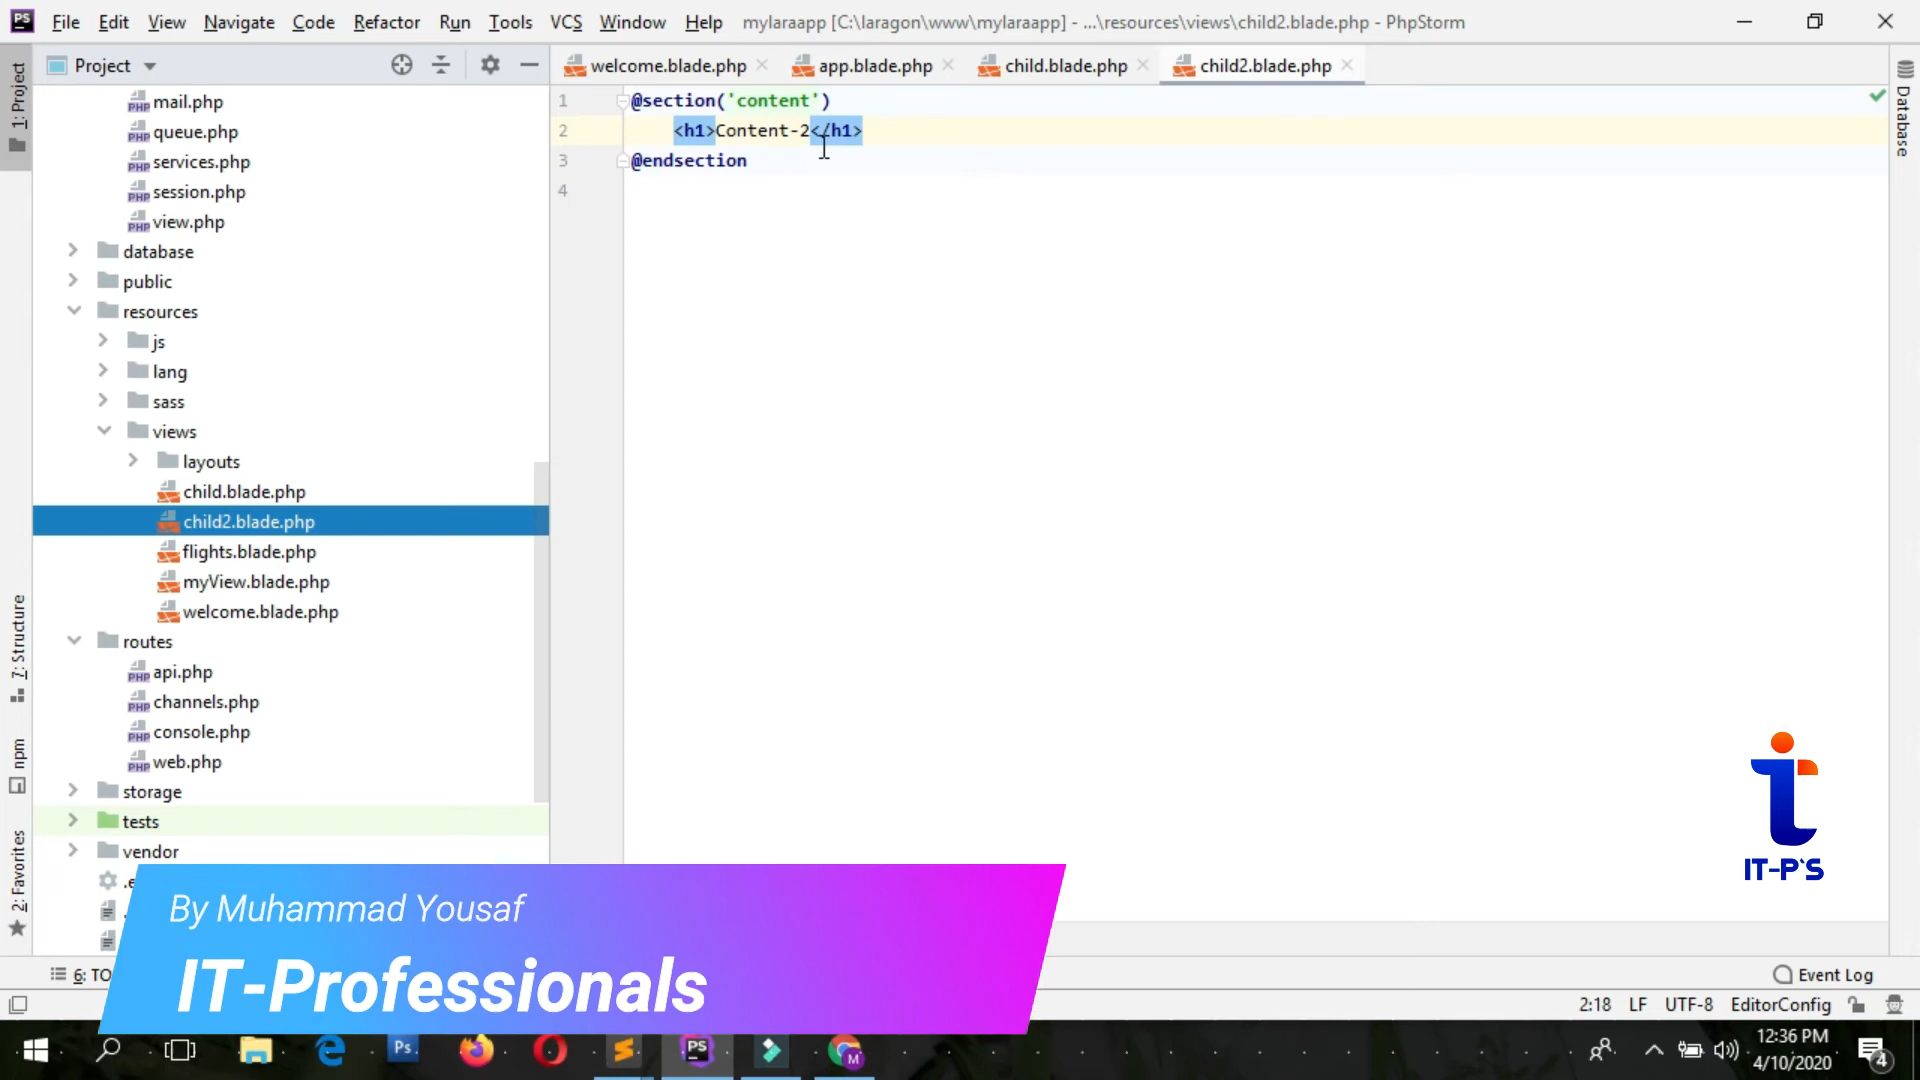 File Edit View Navigate Code Refactor Run Tools VCS Window Help mylaraapp [C:\laragon\www\mylaraapp] - ...\resources\views\child2.blade.php - PhpStorm
Project
welcome.blade.php app.blade.php child.blade.php child2.blade.php
1: Project
Database
1 @section('content')
2 <h1>Content-2</h1>
3 @endsection
4
mail.php
queue.php
services.php
session.php
view.php
database
public
resources
js
lang
sass
views
layouts
child.blade.php
child2.blade.php
flights.blade.php
myView.blade.php
welcome.blade.php
routes
api.php
channels.php
console.php
web.php
storage
tests
vendor
7: Structure
npm
2: Favorites
IT-P'S
By Muhammad Yousaf
IT-Professionals
6: TO
Event Log
2:18 LF UTF-8 EditorConfig
Ps
PS
M
12:36 PM
4/10/2020
4